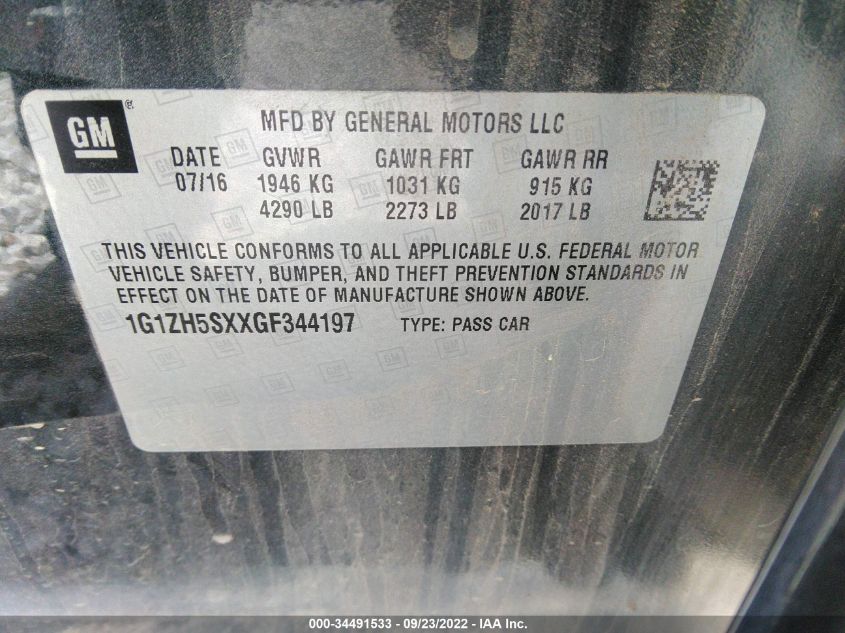 GM
MFD BY GENERAL MOTORS LLC
DATE GVWR GAWR FRT GAWR RR
07/16 1946 KG 1031 KG 915 KG
4290 LB 2273 LB 2017 LB
THIS VEHICLE CONFORMS TO ALL APPLICABLE U.S. FEDERAL MOTOR
VEHICLE SAFETY, BUMPER, AND THEFT PREVENTION STANDARDS IN
EFFECT ON THE DATE OF MANUFACTURE SHOWN ABOVE.
1G1ZH5SXXGF344197 TYPE: PASS CAR
000-34491533 - 09/23/2022 - IAA Inc.